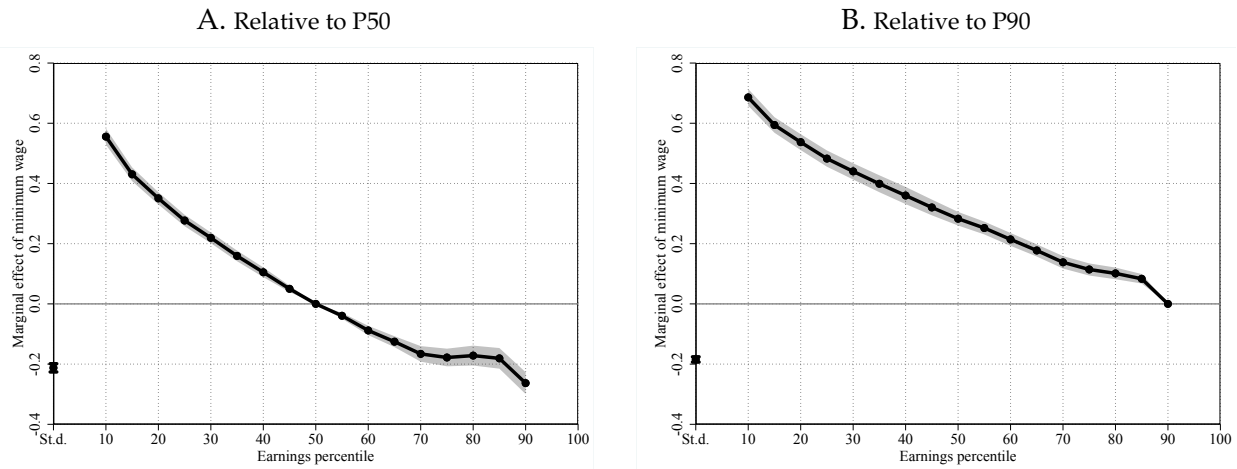 A. Relative to P50
B. Relative to P90
Marginal effect of minimum wage
0.8
0.6
0.4
0.2
0.0
-0.2
-0.4
St.d. 10 20 30 40 50 60 70 80 90 100
Earnings percentile
Marginal effect of minimum wage
0.8
0.6
0.4
0.2
0.0
-0.2
-0.4
St.d. 10 20 30 40 50 60 70 80 90 100
Earnings percentile